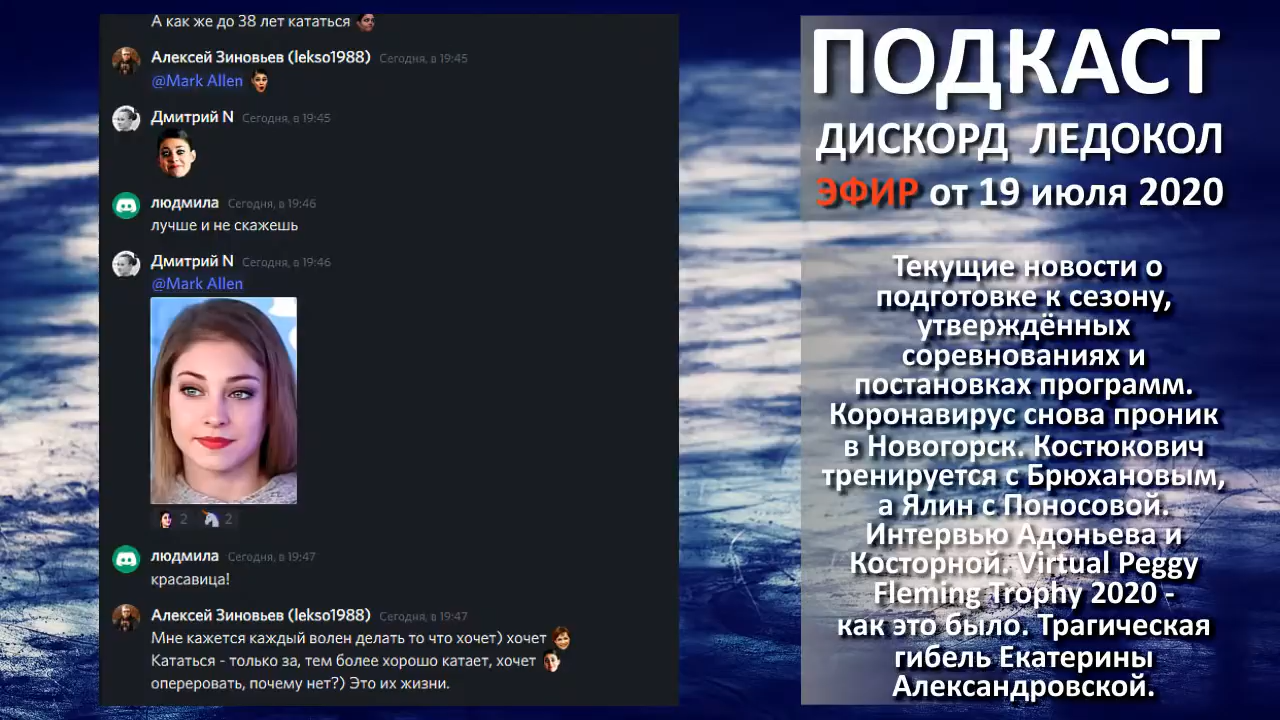 А как же до 38 лет кататься
Алексей Зиновьев (lekso1988) Сегодня, в 19:45
@Mark Allen
Дмитрий N Сегодня, в 19:45
людмила Сегодня, в 19:46
лучше и не скажешь
Дмитрий N Сегодня, в 19:46
@Mark Allen
2 2
людмила Сегодня, в 19:47
красавица!
Алексей Зиновьев (lekso1988) Сегодня, в 19:47
Мне кажется каждый волен делать то что хочет) хочет
Кататься - только за, тем более хорошо катает, хочет
оперeровать, почему нет?) Это их жизни.
ПОДКАСТ
ДИСКОРД ЛЕДОКОЛ
ЭФИР от 19 июля 2020
Текущие новости о
подготовке к сезону,
утверждённых
соревнованиях и
постановках программ.
Коронавирус снова проник
в Новогорск. Костюкович
тренируется с Брюхановым,
а Ялин с Поносовой.
Интервью Адоньева и
Косторной. Virtual Peggy
Fleming Trophy 2020 -
как это было. Трагическая
гибель Екатерины
Александровской.